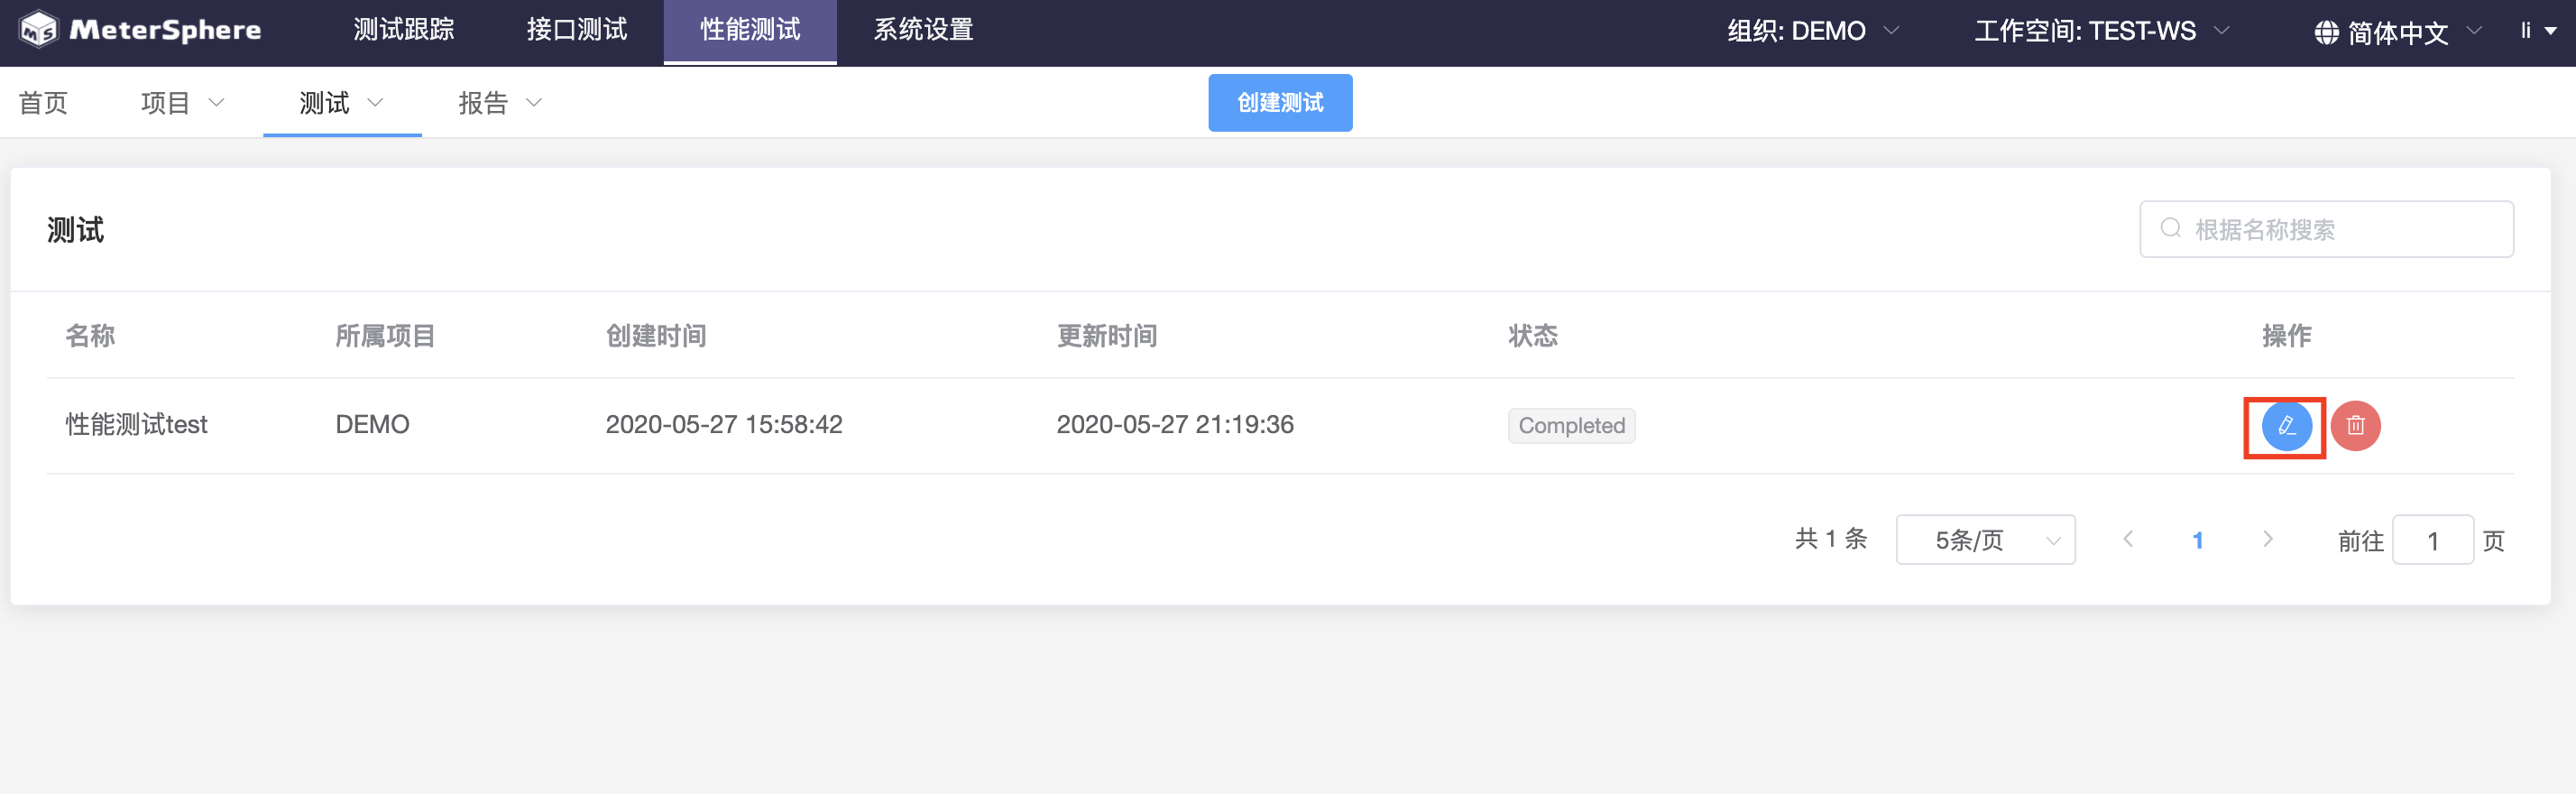 MS MeterSphere 测试跟踪 接口测试 性能测试 系统设置 组织: DEMO 工作空间: TEST-WS 简体中文 li
首页 项目 测试 报告 创建测试
测试 根据名称搜索
名称 所属项目 创建时间 更新时间 状态 操作
性能测试test DEMO 2020-05-27 15:58:42 2020-05-27 21:19:36 Completed
共 1 条 5条/页 1 前往 1 页